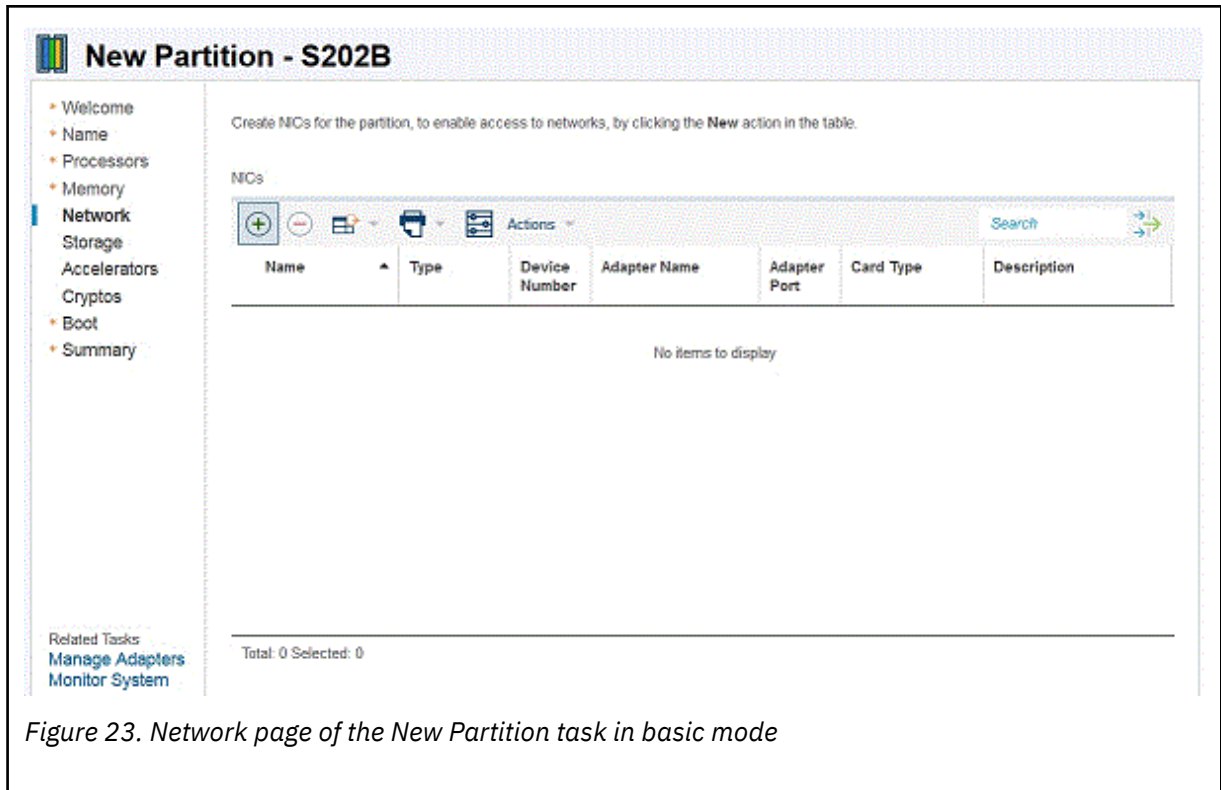 New Partition - S202B
* Welcome
* Name
* Processors
* Memory
Network
Storage
Accelerators
Cryptos
* Boot
* Summary
Related Tasks
Manage Adapters
Monitor System
Create NICs for the partition, to enable access to networks, by clicking the New action in the table.
NICs
Actions
Search
Name Type Device Number Adapter Name Adapter Port Card Type Description
No items to display
Total: 0 Selected: 0
Figure 23. Network page of the New Partition task in basic mode